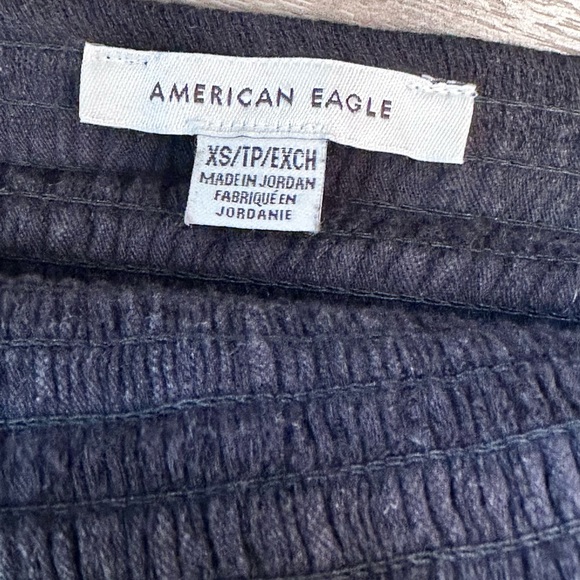 AMERICAN EAGLE
XS/TP/EXCH
MADE IN JORDAN
FABRIQUÉ EN
JORDANIE